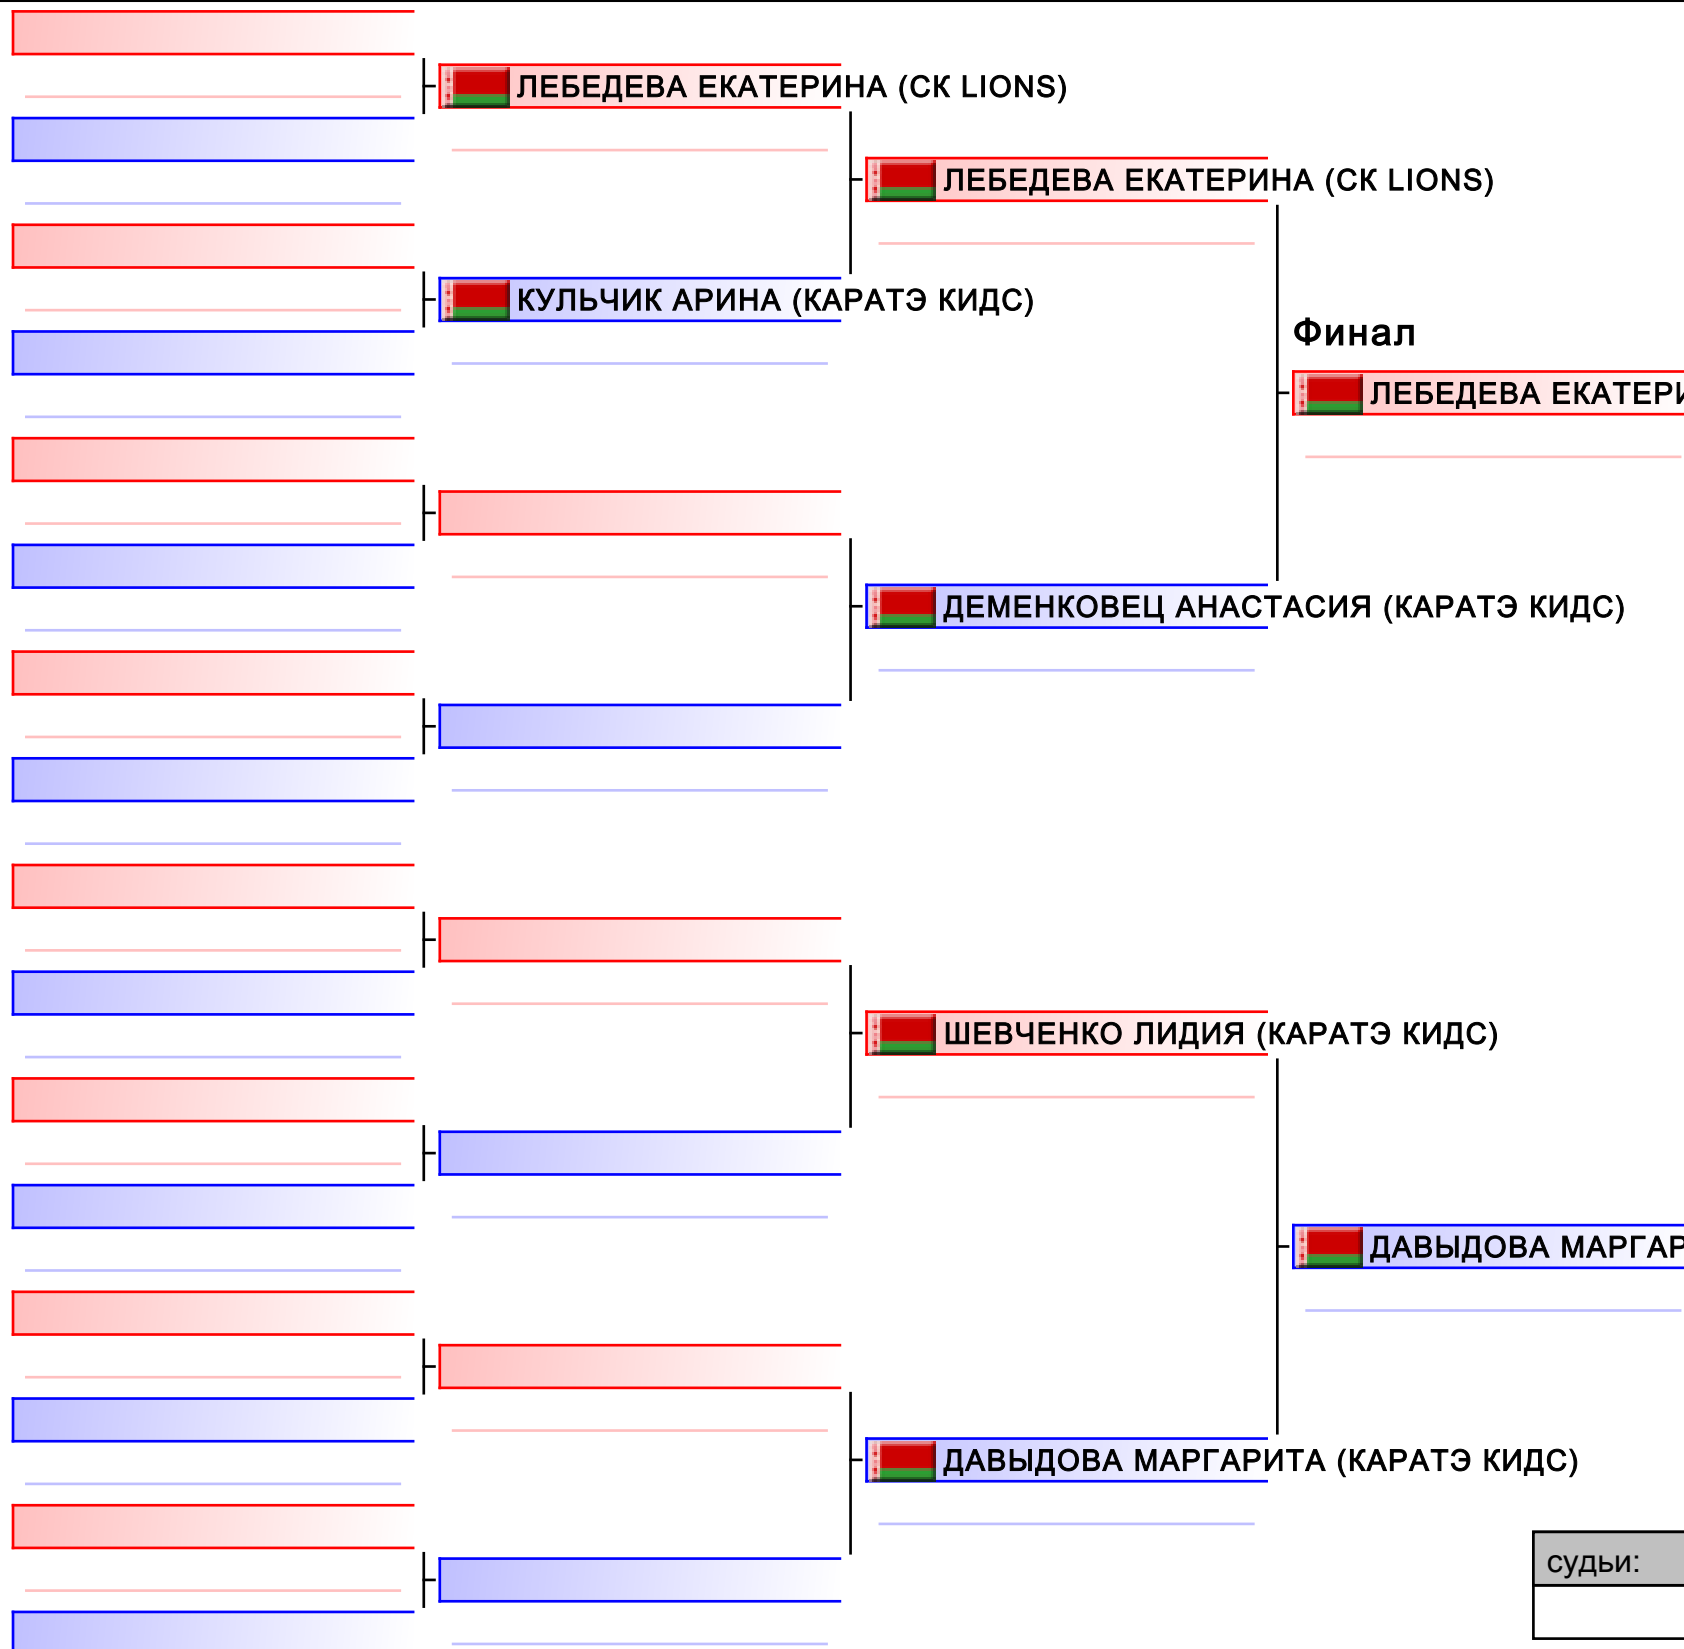 ЛЕБЕДЕВА ЕКАТЕРИНА (СК LIONS)
ЛЕБЕДЕВА ЕКАТЕРИНА (СК LIONS)
КУЛЬЧИК АРИНА (КАРАТЭ КИДС)
Финал
ЛЕБЕДЕВА ЕКАТЕРИ
ДЕМЕНКОВЕЦ АНАСТАСИЯ (КАРАТЭ КИДС)
ШЕВЧЕНКО ЛИДИЯ (КАРАТЭ КИДС)
ДАВЫДОВА МАРГАР
ДАВЫДОВА МАРГАРИТА (КАРАТЭ КИДС)
судьи: